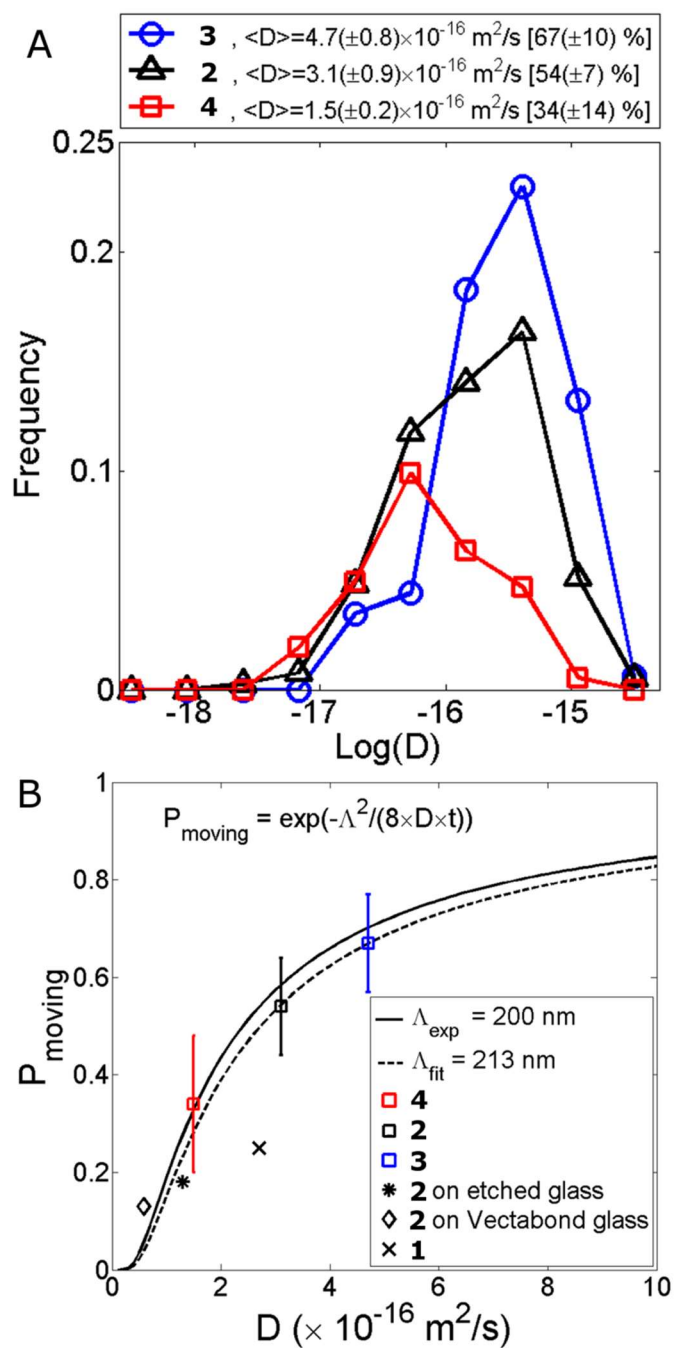 A
3 , <D>=4.7(±0.8)×10⁻¹⁶ m²/s [67(±10) %]
2 , <D>=3.1(±0.9)×10⁻¹⁶ m²/s [54(±7) %]
4 , <D>=1.5(±0.2)×10⁻¹⁶ m²/s [34(±14) %]
0.25
0.2
0.1
0
Frequency
-18 -17 -16 -15
Log(D)
B
P_moving = exp(-Λ²/(8×D×t))
1
0.8
0.6
0.4
0.2
0
P_moving
Λ_exp = 200 nm
Λ_fit = 213 nm
4
2
3
2 on etched glass
2 on Vectabond glass
1
0 2 4 6 8 10
D (× 10⁻¹⁶ m²/s)